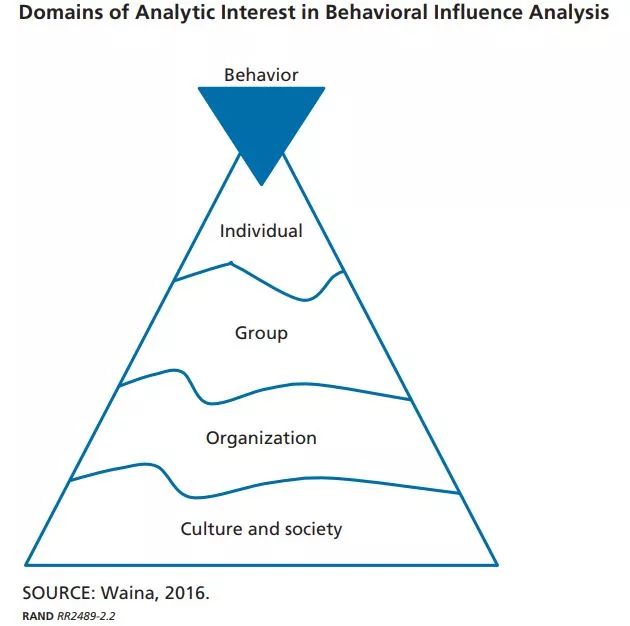 Domains of Analytic Interest in Behavioral Influence Analysis
Behavior
Individual
Group
Organization
Culture and society
SOURCE: Waina, 2016.
RAND RR2489-2.2